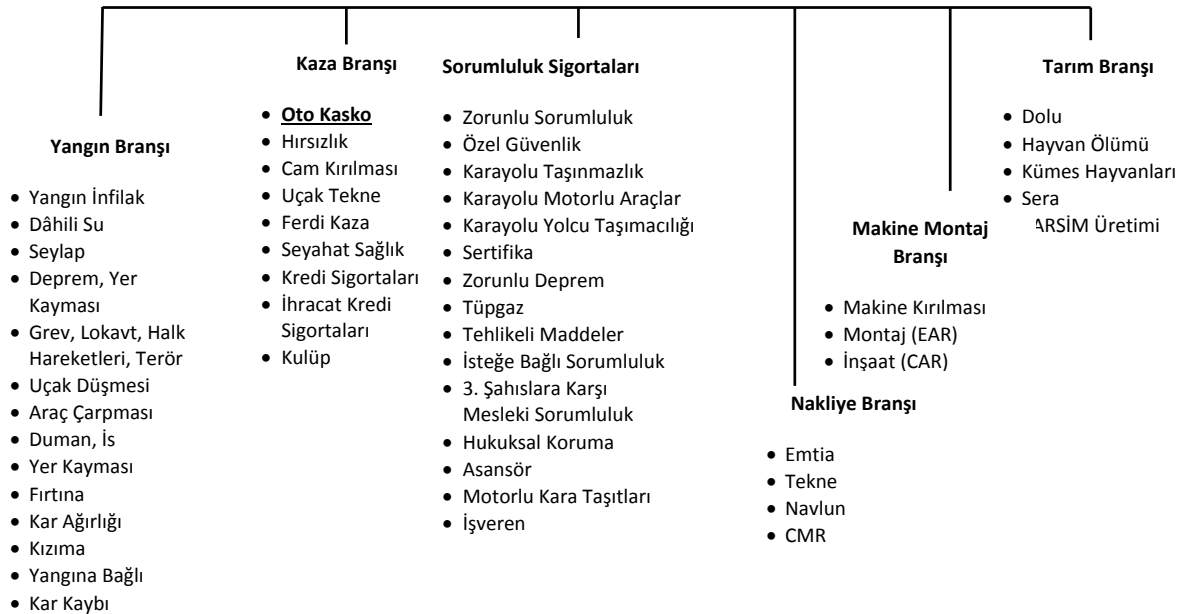 Yangın Branşı
• Yangın İnfilak
• Dâhili Su
• Seylap
• Deprem, Yer
Kayması
• Grev, Lokavt, Halk
Hareketleri, Terör
• Uçak Düşmesi
• Araç Çarpması
• Duman, İs
• Yer Kayması
• Fırtına
• Kar Ağırlığı
• Kızıma
• Yangına Bağlı
• Kar Kaybı
Kaza Branşı
• Oto Kasko
• Hırsızlık
• Cam Kırılması
• Uçak Tekne
• Ferdi Kaza
• Seyahat Sağlık
• Kredi Sigortaları
• İhracat Kredi
Sigortaları
• Kulüp
Sorumluluk Sigortaları
• Zorunlu Sorumluluk
• Özel Güvenlik
• Karayolu Taşınmazlık
• Karayolu Motorlu Araçlar
• Karayolu Yolcu Taşımacılığı
• Sertifika
• Zorunlu Deprem
• Tüpgaz
• Tehlikeli Maddeler
• İsteğe Bağlı Sorumluluk
• 3. Şahıslara Karşı
Mesleki Sorumluluk
• Hukuksal Koruma
• Asansör
• Motorlu Kara Taşıtları
• İşveren
Nakliye Branşı
• Emtia
• Tekne
• Navlun
• CMR
Makine Montaj
Branşı
• Makine Kırılması
• Montaj (EAR)
• İnşaat (CAR)
Tarım Branşı
• Dolu
• Hayvan Ölümü
• Kümes Hayvanları
• Sera
ARSİM Üretimi